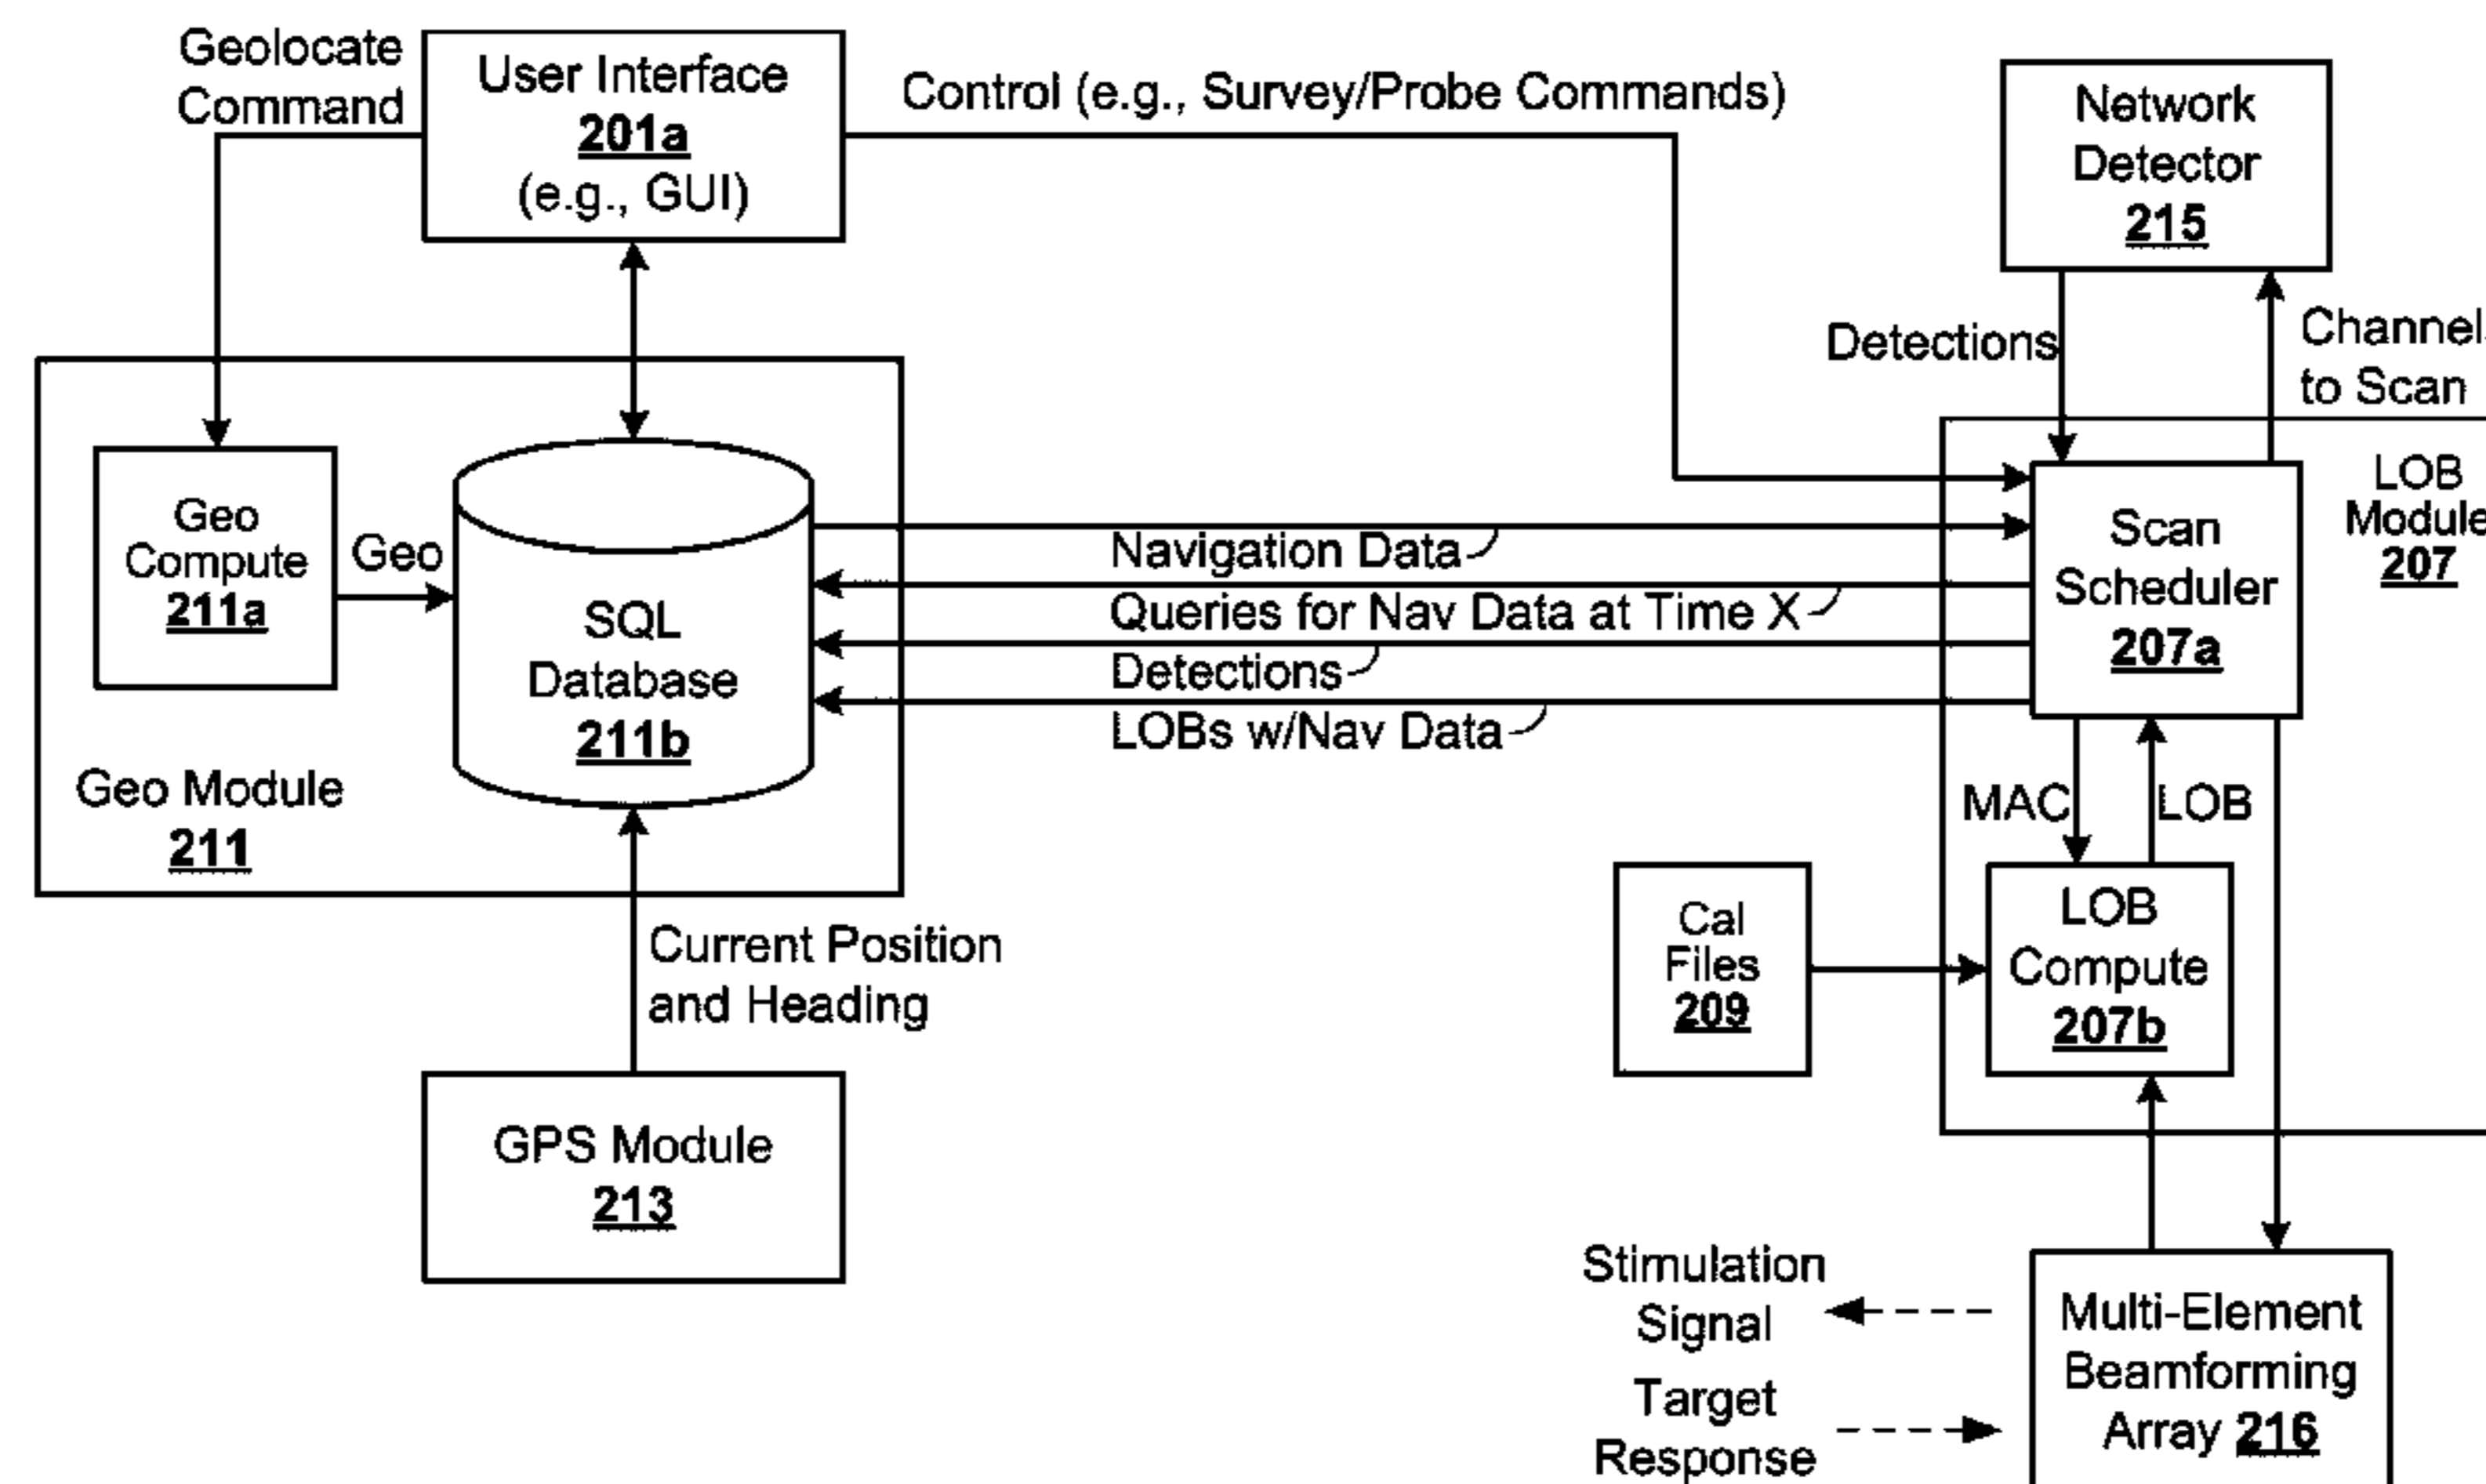 Geolocate
Command
User Interface
201a
(e.g., GUI)
Control (e.g., Survey/Probe Commands)
Network
Detector
215
Detections
Channels
to Scan
Geo
Compute
211a
Geo
SQL
Database
211b
Geo Module
211
Navigation Data
Queries for Nav Data at Time X
Detections
LOBs w/Nav Data
Scan
Scheduler
207a
LOB
Module
207
MAC
LOB
Cal
Files
209
LOB
Compute
207b
Current Position
and Heading
GPS Module
213
Stimulation
Signal
Target
Response
Multi-Element
Beamforming
Array 216